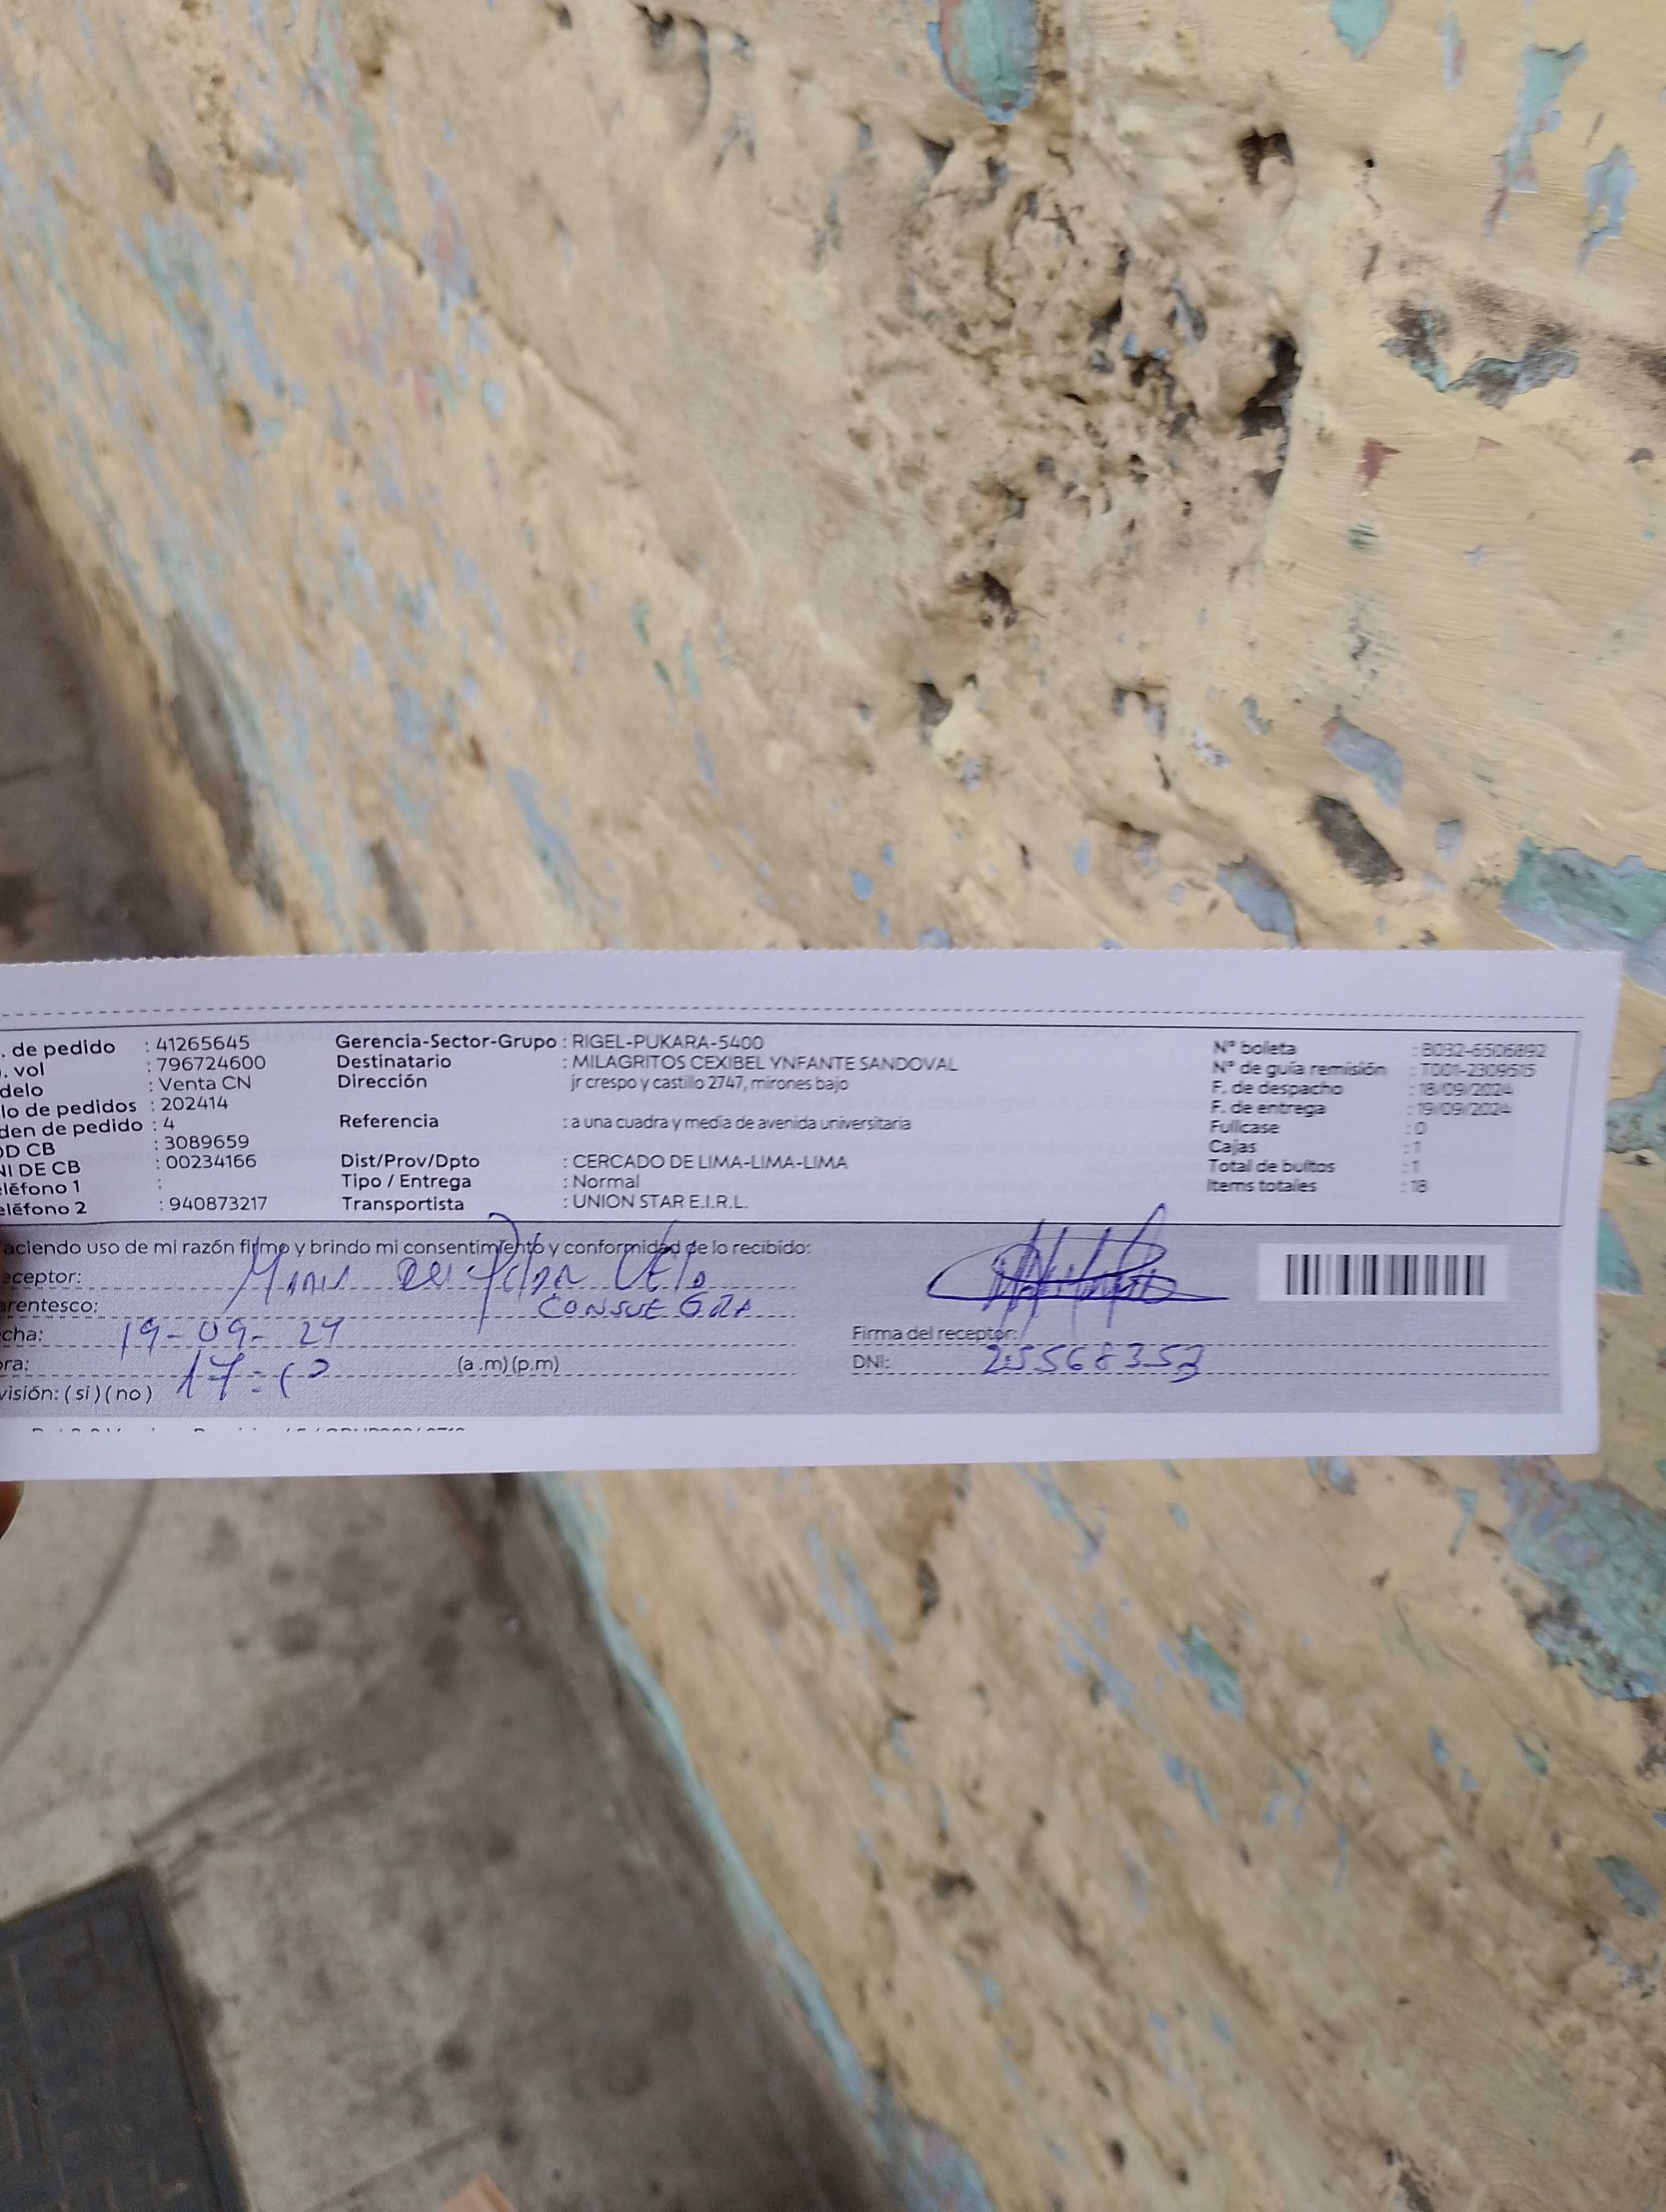 . de pedido : 41265645
. vol : 796724600
delo : Venta CN
lo de pedidos : 202414
den de pedido : 4
OD CB : 3089659
NI DE CB : 00234166
eléfono 1 :
eléfono 2 : 940873217
Gerencia-Sector-Grupo : RIGEL-PUKARA-5400
Destinatario : MILAGRITOS CEXIBEL YNFANTE SANDOVAL
Dirección jr crespo y castillo 2747, mirones bajo
Referencia : a una cuadra y media de avenida universitaria
Dist/Prov/Dpto : CERCADO DE LIMA-LIMA-LIMA
Tipo / Entrega : Normal
Transportista : UNION STAR E.I.R.L.
N° boleta : B032-6506892
N° de guía remisión : T001-2309515
F. de despacho : 18/09/2024
F. de entrega : 19/09/2024
Fullcase : 0
Cajas : 1
Total de bultos : 1
Items totales : 18
aciendo uso de mi razón firmo y brindo mi consentimiento y conformidad de lo recibido:
eceptor: Maria del Pilar
arentesco: CONSUEGRA
cha: 19-09-24
ora: 17: (a.m)(p.m)
visión: (si)(no)
Firma del receptor:
DNI: 25568353